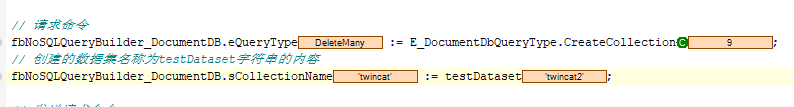 // 请求命令
fbNoSQLQueryBuilder_DocumentDB.eQueryType DeleteMany := E_DocumentDbQueryType.CreateCollection C 9 ;
// 创建的数据集名称为testDataset字符串的内容
fbNoSQLQueryBuilder_DocumentDB.sCollectionName 'twincat' := testDataset 'twincat2' ;